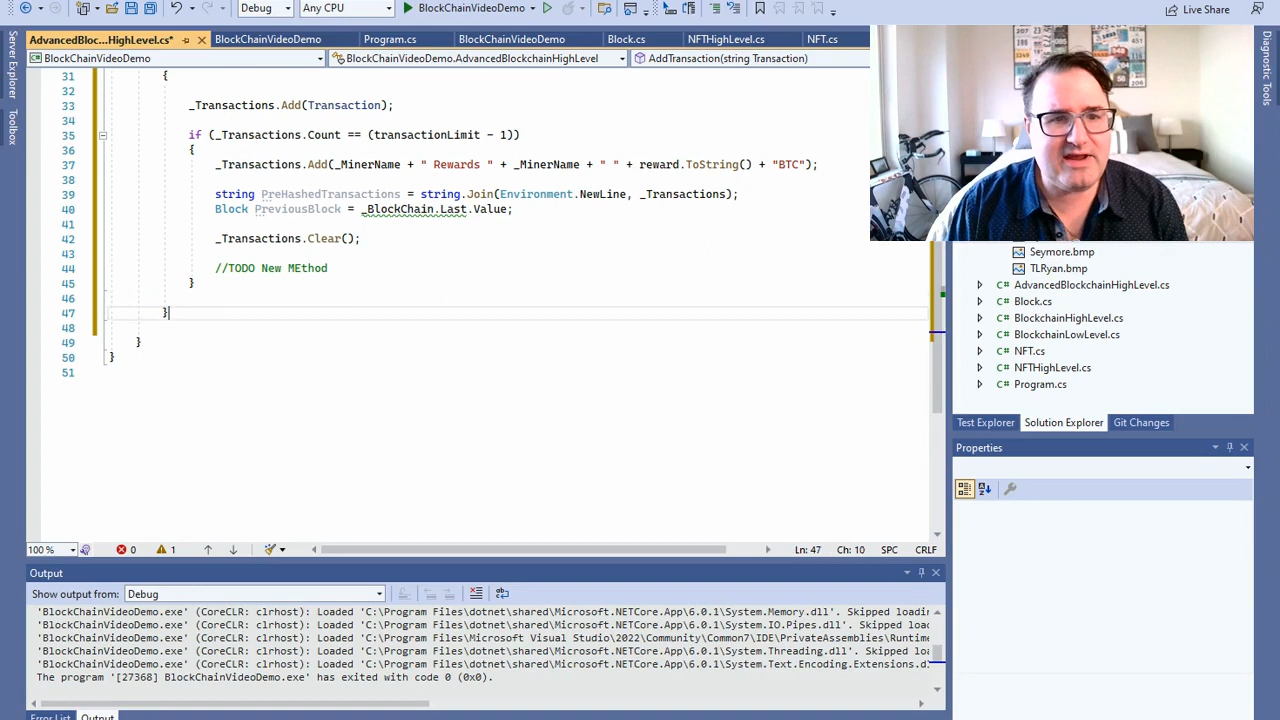 Debug
Any CPU
BlockChainVideoDemo
Live Share
AdvancedBloc...HighLevel.cs*
BlockChainVideoDemo
Program.cs
BlockChainVideoDemo
Block.cs
NFTHighLevel.cs
NFT.cs
BlockChainVideoDemo
BlockChainVideoDemo.AdvancedBlockchainHighLevel
AddTransaction(string Transaction)
Server Explorer
Toolbox
Diagnostic Tools
31 {
32
33 _Transactions.Add(Transaction);
34
35 if (_Transactions.Count == (transactionLimit - 1))
36 {
37 _Transactions.Add(_MinerName + " Rewards " + _MinerName + " " + reward.ToString() + "BTC");
38
39 string PreHashedTransactions = string.Join(Environment.NewLine, _Transactions);
40 Block PreviousBlock = _BlockChain.Last.Value;
41
42 _Transactions.Clear();
43
44 //TODO New MEthod
45 }
46
47 }
48
49 }
50 }
51
Seymore.bmp
TLRyan.bmp
C# AdvancedBlockchainHighLevel.cs
C# Block.cs
C# BlockchainHighLevel.cs
C# BlockchainLowLevel.cs
C# NFT.cs
C# NFTHighLevel.cs
C# Program.cs
Test Explorer
Solution Explorer
Git Changes
Properties
100 %
0
1
Ln: 47
Ch: 10
SPC
CRLF
Output
Show output from:
Debug
'BlockChainVideoDemo.exe' (CoreCLR: clrhost): Loaded 'C:\Program Files\dotnet\shared\Microsoft.NETCore.App\6.0.1\System.Memory.dll'. Skipped loadin
'BlockChainVideoDemo.exe' (CoreCLR: clrhost): Loaded 'C:\Program Files\dotnet\shared\Microsoft.NETCore.App\6.0.1\System.IO.Pipes.dll'. Skipped loa
'BlockChainVideoDemo.exe' (CoreCLR: clrhost): Loaded 'C:\Program Files\Microsoft Visual Studio\2022\Community\Common7\IDE\PrivateAssemblies\Runtime
'BlockChainVideoDemo.exe' (CoreCLR: clrhost): Loaded 'C:\Program Files\dotnet\shared\Microsoft.NETCore.App\6.0.1\System.Threading.dll'. Skipped lo
'BlockChainVideoDemo.exe' (CoreCLR: clrhost): Loaded 'C:\Program Files\dotnet\shared\Microsoft.NETCore.App\6.0.1\System.Text.Encoding.Extensions.d
The program '[27368] BlockChainVideoDemo.exe' has exited with code 0 (0x0).
Error List
Output